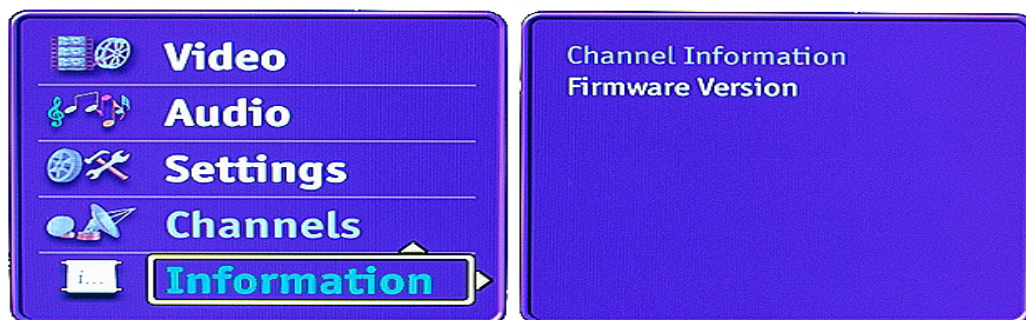 Video
Audio
Settings
Channels
i... Information
Channel Information
Firmware Version